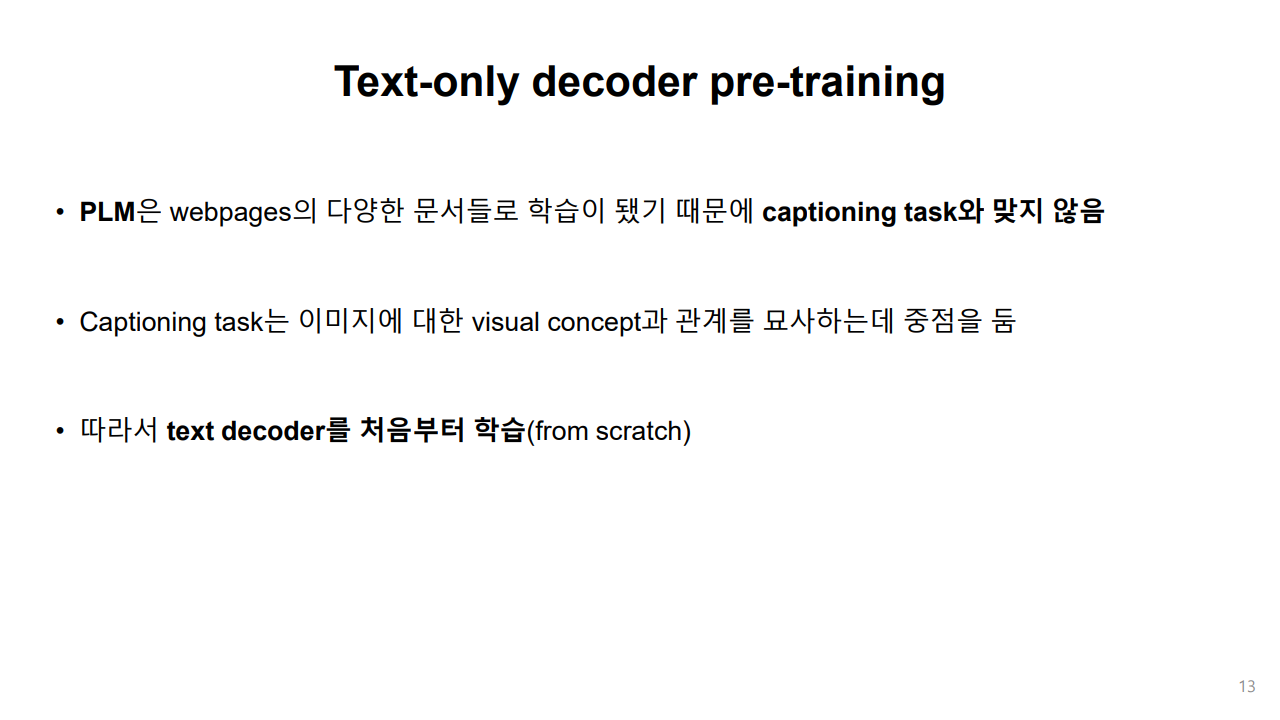 Text-only decoder pre-training
• PLM은 webpages의 다양한 문서들로 학습이 됐기 때문에 captioning task와 맞지 않음
• Captioning task는 이미지에 대한 visual concept과 관계를 묘사하는데 중점을 둠
• 따라서 text decoder를 처음부터 학습(from scratch)
13